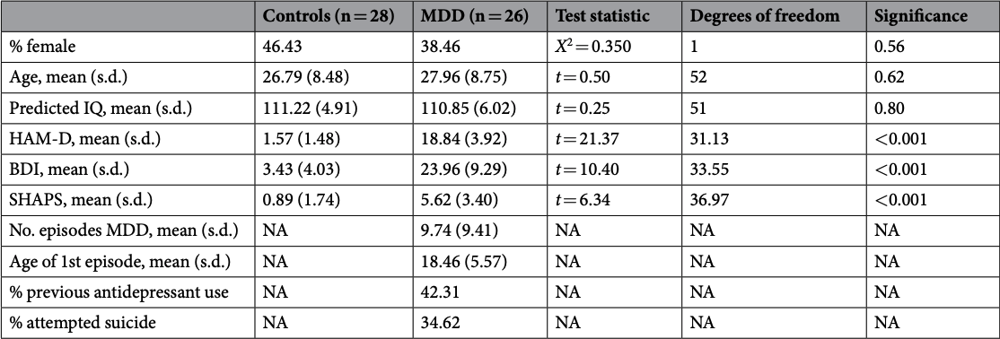 Controls (n = 28) MDD (n = 26) Test statistic Degrees of freedom Significance
% female 46.43 38.46 X² = 0.350 1 0.56
Age, mean (s.d.) 26.79 (8.48) 27.96 (8.75) t = 0.50 52 0.62
Predicted IQ, mean (s.d.) 111.22 (4.91) 110.85 (6.02) t = 0.25 51 0.80
HAM-D, mean (s.d.) 1.57 (1.48) 18.84 (3.92) t = 21.37 31.13 <0.001
BDI, mean (s.d.) 3.43 (4.03) 23.96 (9.29) t = 10.40 33.55 <0.001
SHAPS, mean (s.d.) 0.89 (1.74) 5.62 (3.40) t = 6.34 36.97 <0.001
No. episodes MDD, mean (s.d.) NA 9.74 (9.41) NA NA NA
Age of 1st episode, mean (s.d.) NA 18.46 (5.57) NA NA NA
% previous antidepressant use NA 42.31 NA NA NA
% attempted suicide NA 34.62 NA NA NA